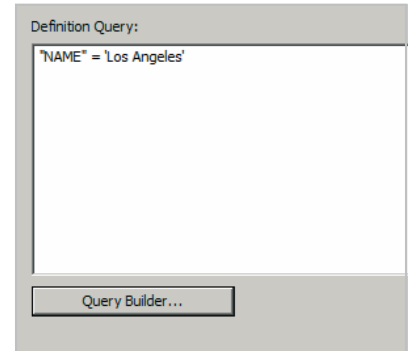 Definition Query:
"NAME" = 'Los Angeles'
Query Builder...